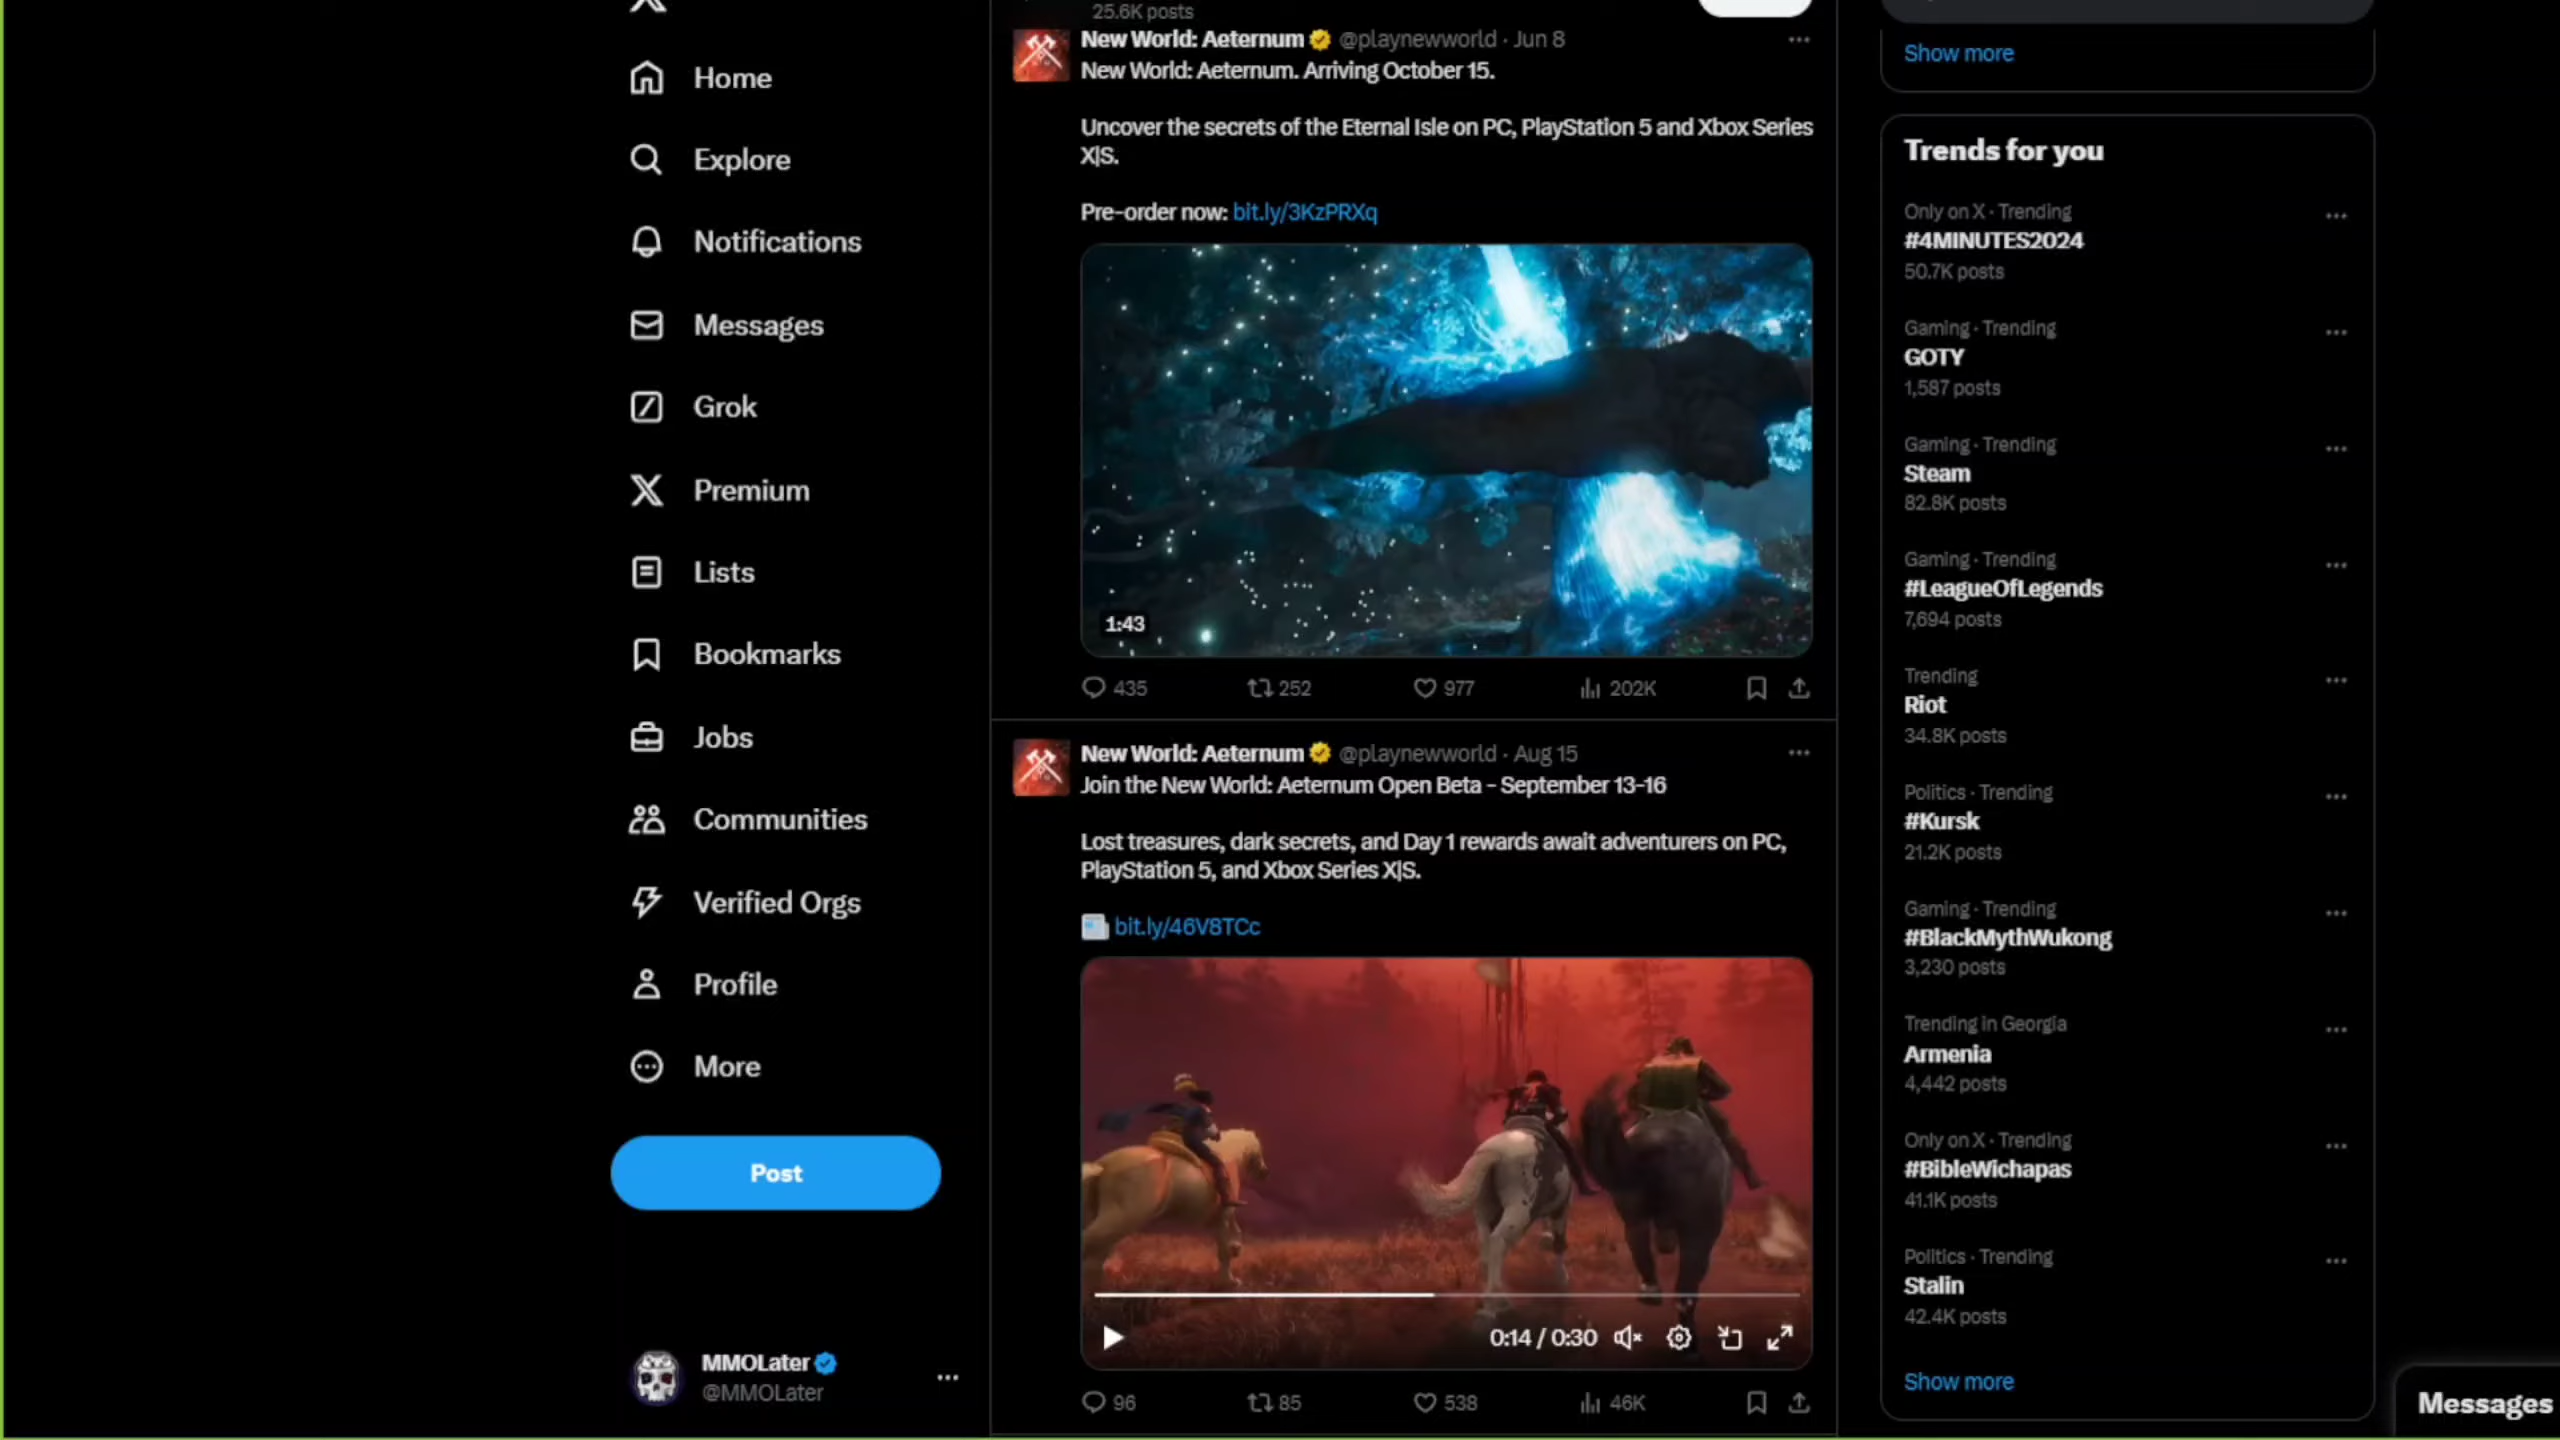 Home
Explore
Notifications
Messages
Grok
Premium
Lists
Bookmarks
Jobs
Communities
Verified Orgs
Profile
More
Post
MMOLater
@MMOLater
25.6K posts
New World: Aeternum @playnewworld · Jun 8
New World: Aeternum. Arriving October 15.
Uncover the secrets of the Eternal Isle on PC, PlayStation 5 and Xbox Series
X|S.
Pre-order now: bit.ly/3KzPRXq
1:43
435 252 977 202K
New World: Aeternum @playnewworld · Aug 15
Join the New World: Aeternum Open Beta - September 13-16
Lost treasures, dark secrets, and Day 1 rewards await adventurers on PC,
PlayStation 5, and Xbox Series X|S.
bit.ly/46V8TCc
0:14 / 0:30
96 85 538 46K
Show more
Trends for you
Only on X · Trending
#4MINUTES2024
50.7K posts
Gaming · Trending
GOTY
1,587 posts
Gaming · Trending
Steam
82.8K posts
Gaming · Trending
#LeagueOfLegends
7,694 posts
Trending
Riot
34.8K posts
Politics · Trending
#Kursk
21.2K posts
Gaming · Trending
#BlackMythWukong
3,230 posts
Trending in Georgia
Armenia
4,442 posts
Only on X · Trending
#BibleWichapas
41.1K posts
Politics · Trending
Stalin
42.4K posts
Show more
Messages